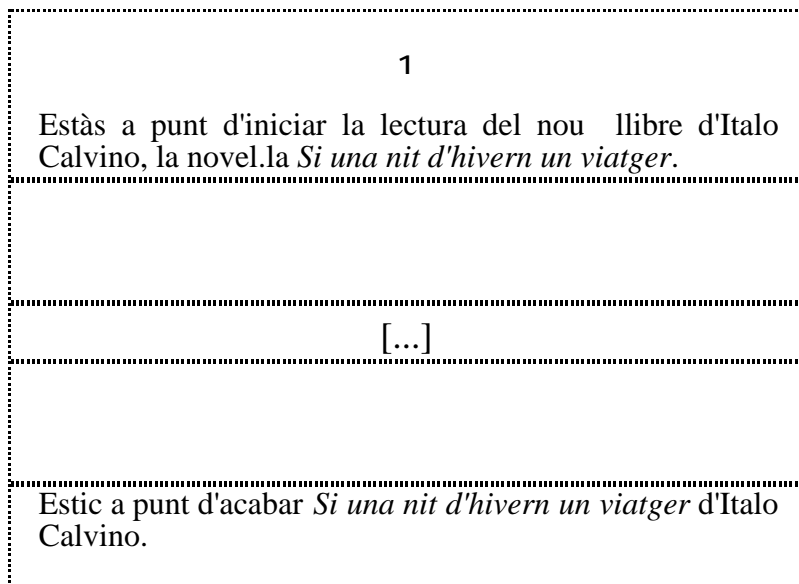 1
Estàs a punt d'iniciar la lectura del nou llibre d'Italo
Calvino, la novel.la Si una nit d'hivern un viatger.
[...]
Estic a punt d'acabar Si una nit d'hivern un viatger d'Italo
Calvino.